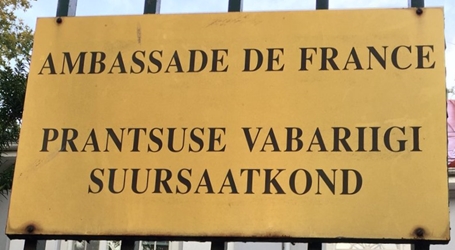 AMBASSADE DE FRANCE
PRANTSUSE VABARIIGI
SUURSAATKOND